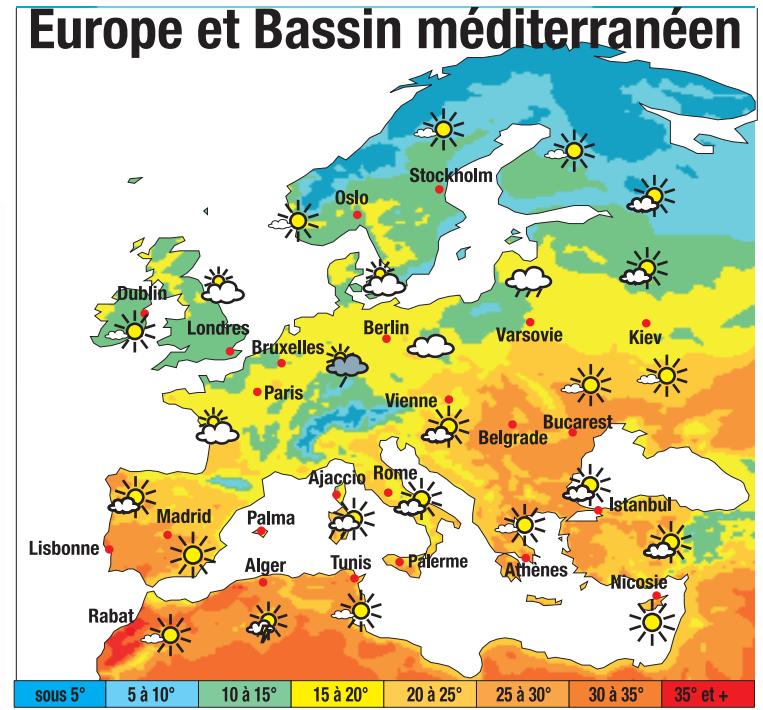 Europe et Bassin méditerranéen
Stockholm
Oslo
Dublin
Londres
Berlin
Varsovie
Kiev
Bruxelles
Paris
Vienne
Belgrade
Bucarest
Ajaccio
Rome
Madrid
Palma
Istanbul
Lisbonne
Alger
Tunis
Palerme
Athènes
Nicosie
Rabat
sous 5° 5 à 10° 10 à 15° 15 à 20° 20 à 25° 25 à 30° 30 à 35° 35° et +